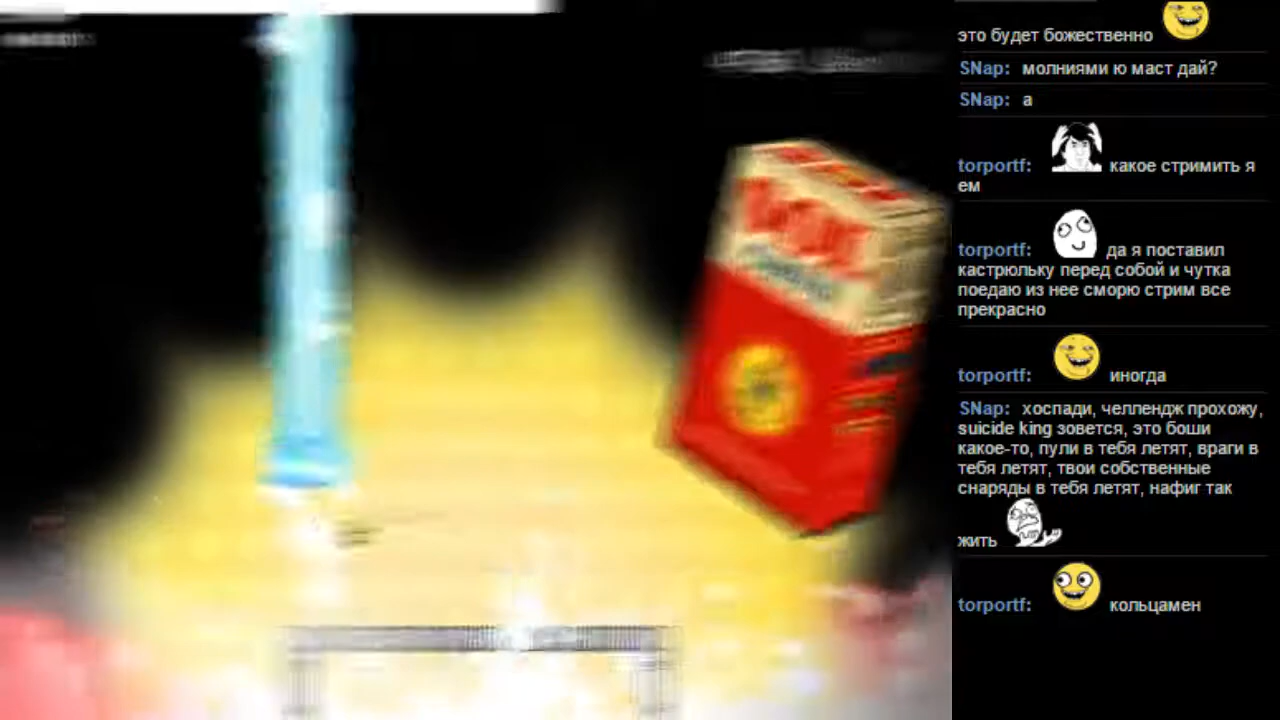 это будет божественно
SNap: молниями ю маст дай?
SNap: а
torportf: какое стримить я
ем
torportf: да я поставил
кастрюльку перед собой и чутка
поедаю из нее сморю стрим все
прекрасно
torportf: иногда
SNap: хоспади, челлендж прохожу,
suicide king зовется, это боши
какое-то, пули в тебя летят, враги в
тебя летят, твои собственные
снаряды в тебя летят, нафиг так
жить
torportf: кольцамен